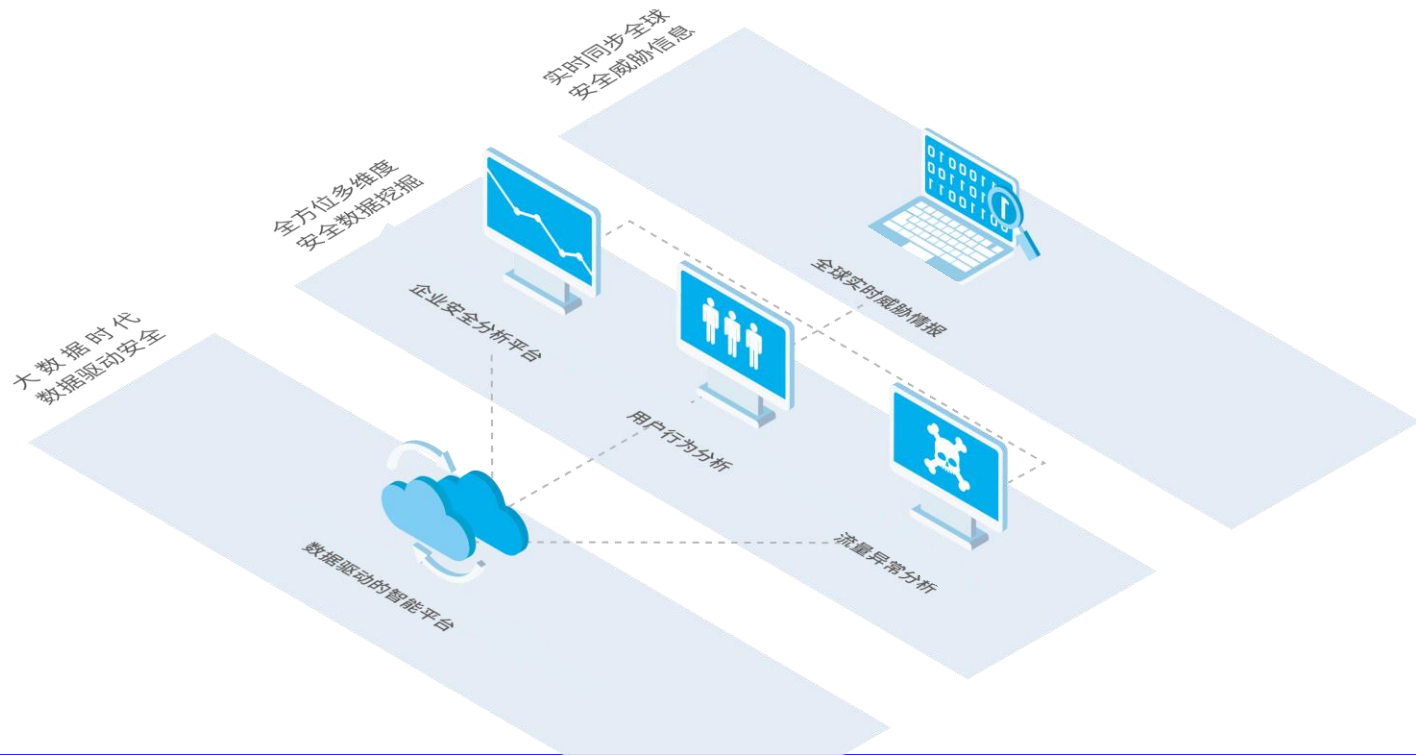 实时同步全球
安全威胁信息
全球实时威胁情报
全方位多维度
安全数据挖掘
企业安全分析平台
用户行为分析
流量异常分析
大数据时代
数据驱动安全
数据驱动的智能平台